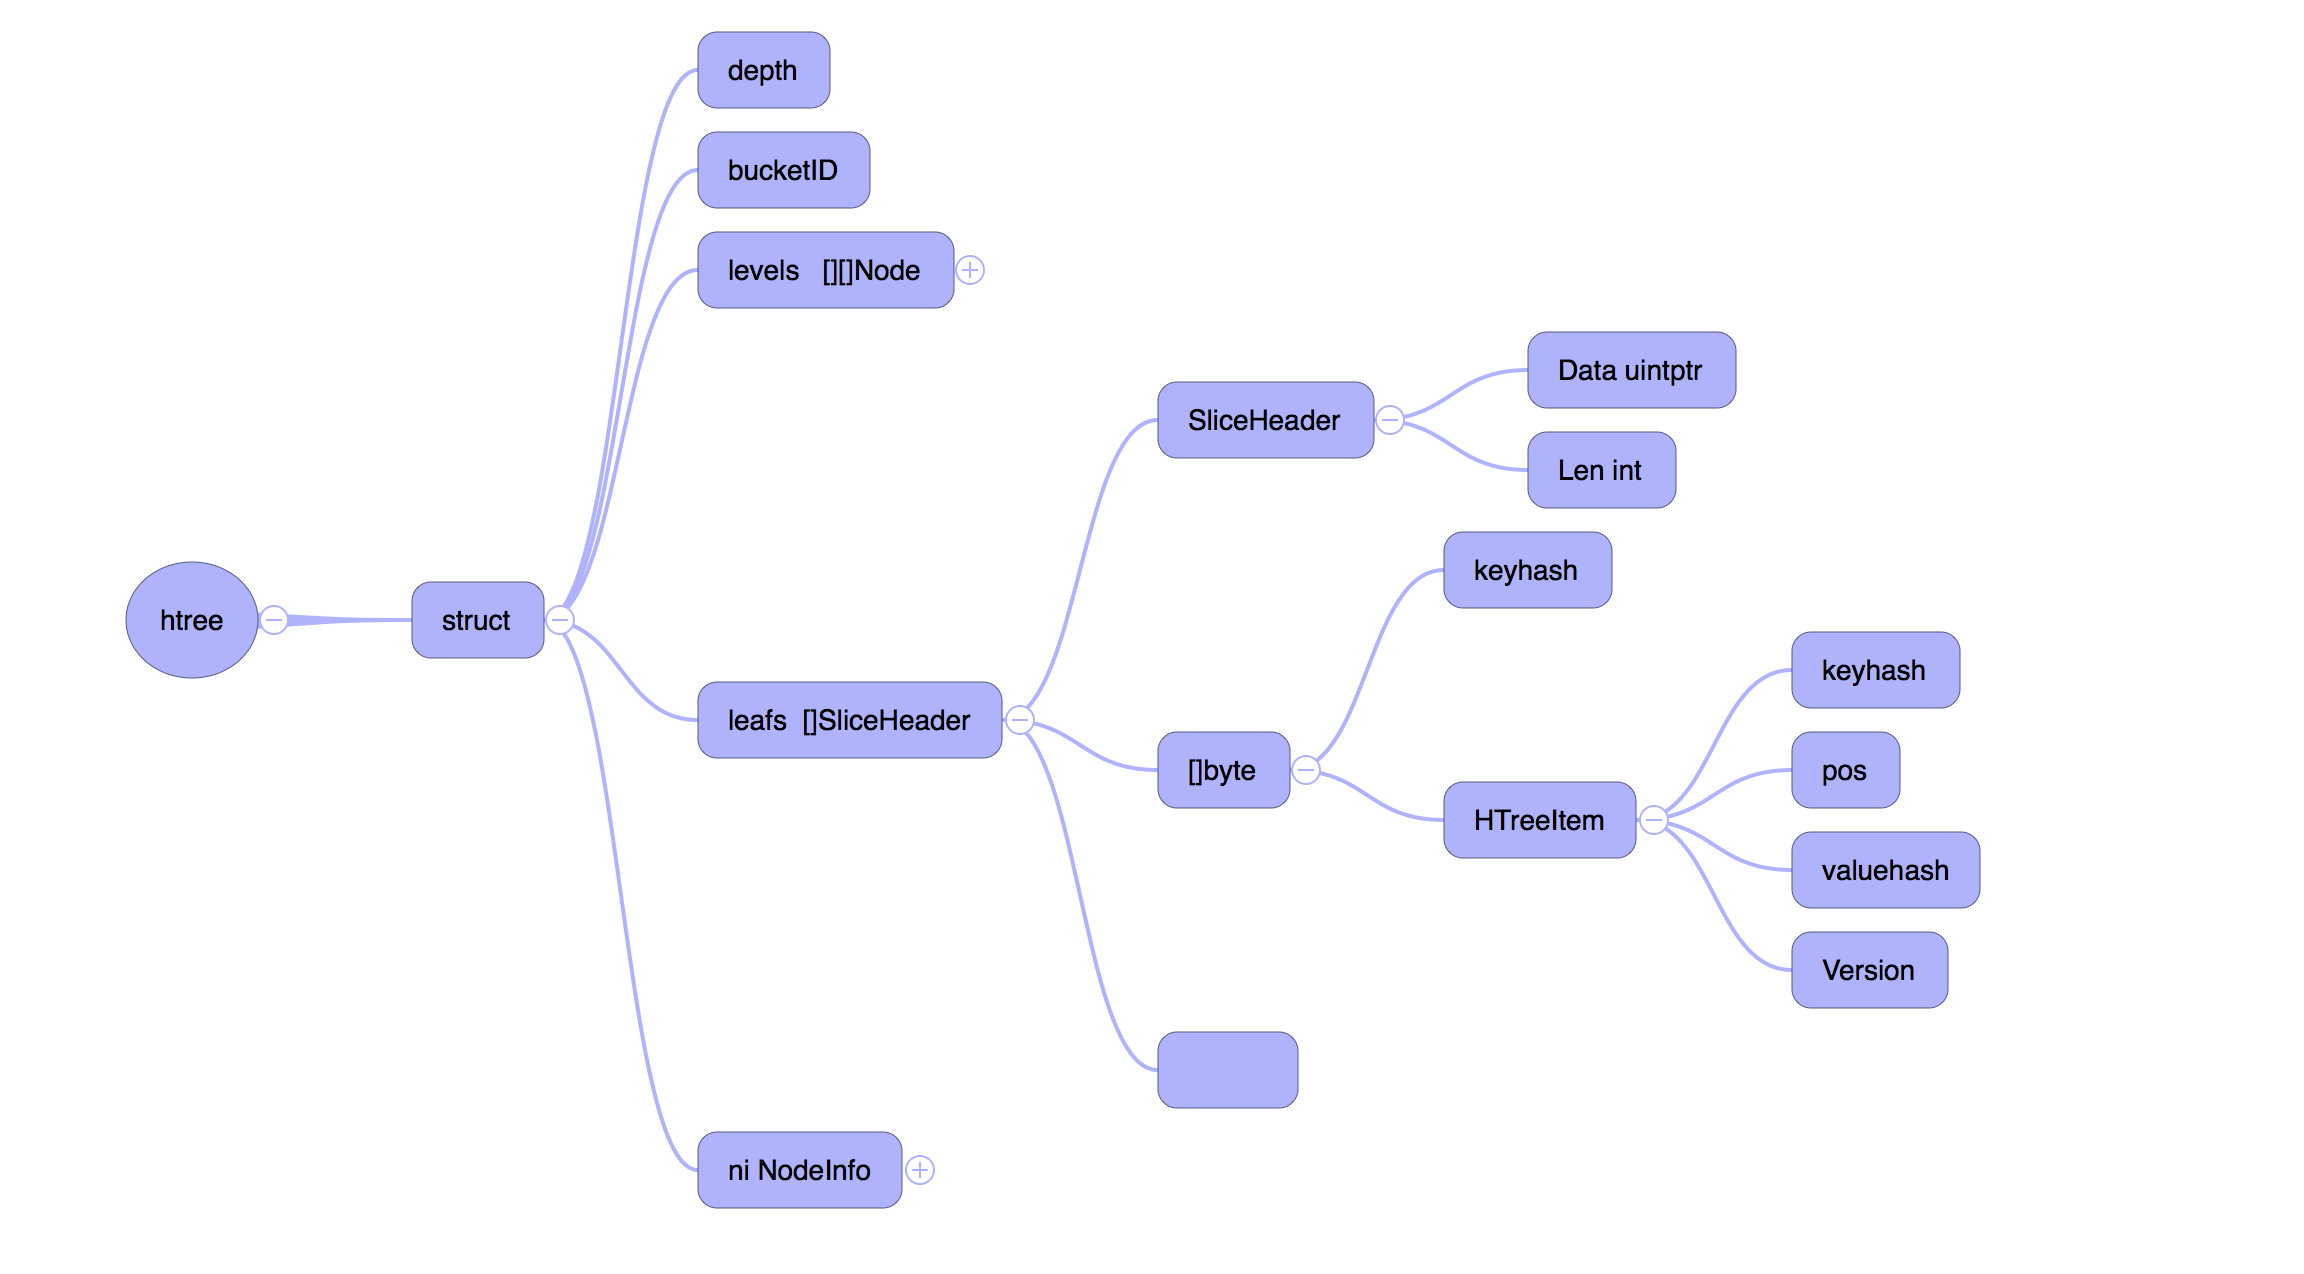 depth
bucketID
levels [][]Node
Data uintptr
SliceHeader
Len int
keyhash
htree
struct
keyhash
leafs []SliceHeader
[]byte
pos
HTreeItem
valuehash
Version
ni NodeInfo